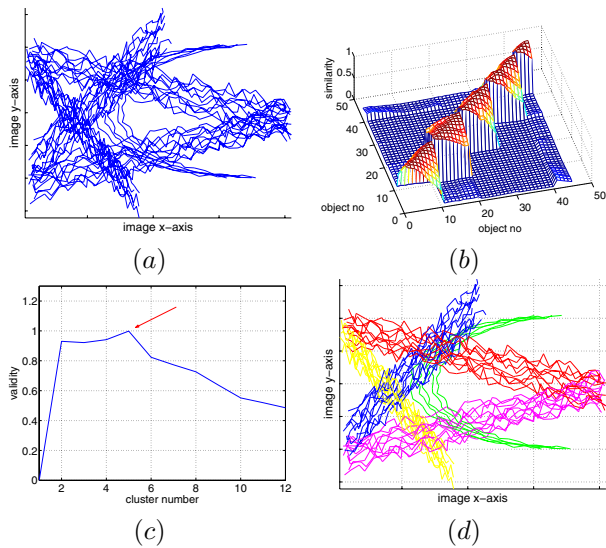 image y−axis
image x−axis
(a)
similarity
1
0.5
0
50
40
30
20
10
0
object no
0
10
20
30
40
50
object no
(b)
validity
1.2
1
0.8
0.6
0.4
0.2
0
2
4
6
8
10
12
cluster number
(c)
image y−axis
image x−axis
(d)